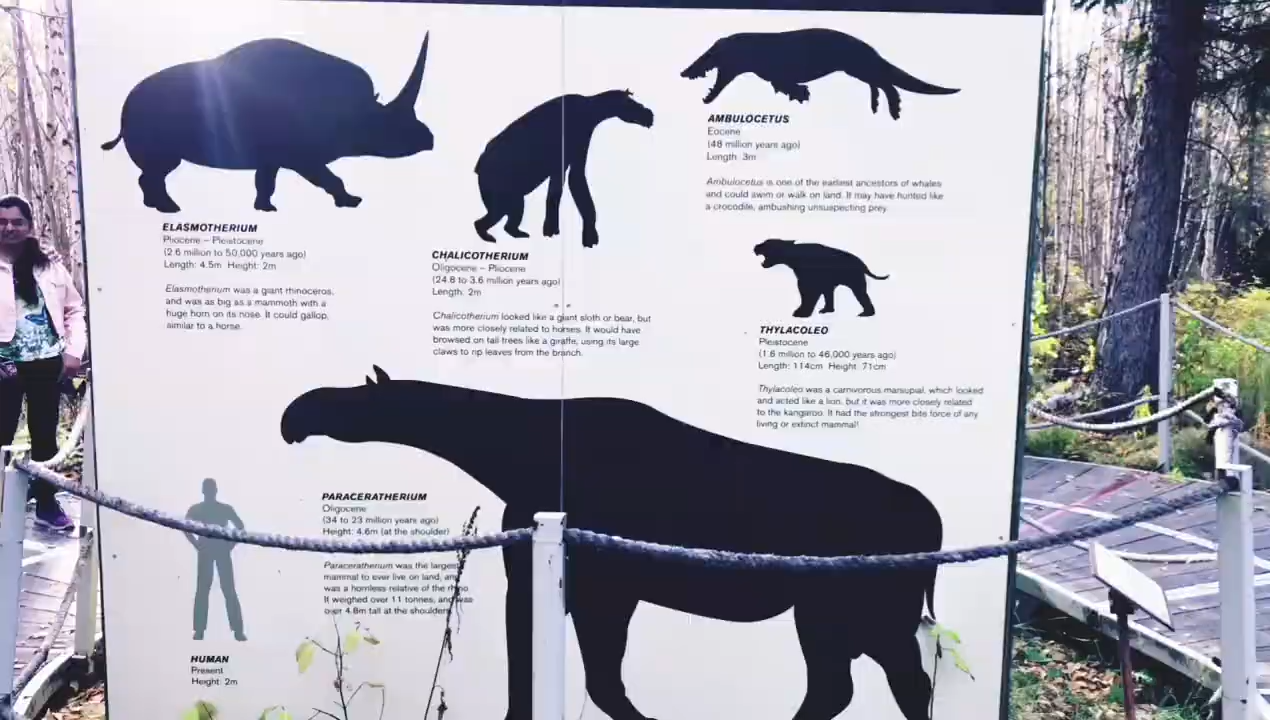 AMBULOCETUS
Eocene
(48 million years ago)
Length: 3m
Ambulocetus is one of the earliest ancestors of whales
and could swim or walk on land. It may have hunted like
a crocodile, ambushing unsuspecting prey.
ELASMOTHERIUM
Pliocene – Pleistocene
(2.6 million to 50,000 years ago)
Length: 4.5m Height: 2m
Elasmotherium was a giant rhinoceros,
and was as big as a mammoth with a
huge horn on its nose. It could gallop,
similar to a horse.
CHALICOTHERIUM
Oligocene – Pliocene
(24.8 to 3.6 million years ago)
Length: 2m
Chalicotherium looked like a giant sloth or bear, but
was more closely related to horses. It would have
browsed on tall trees like a giraffe, using its large
claws to rip leaves from the branch.
THYLACOLEO
Pleistocene
(1.6 million to 46,000 years ago)
Length: 114cm Height: 71cm
Thylacoleo was a carnivorous marsupial, which looked
and acted like a lion, but it was more closely related
to the kangaroo. It had the strongest bite force of any
living or extinct mammal!
PARACERATHERIUM
Oligocene
(34 to 23 million years ago)
Height: 4.6m (at the shoulder)
Paraceratherium was the largest
mammal to ever live on land, and
was a hornless relative of the rhino.
It weighed over 11 tonnes, and was
over 4.8m tall at the shoulder.
HUMAN
Present
Height: 2m